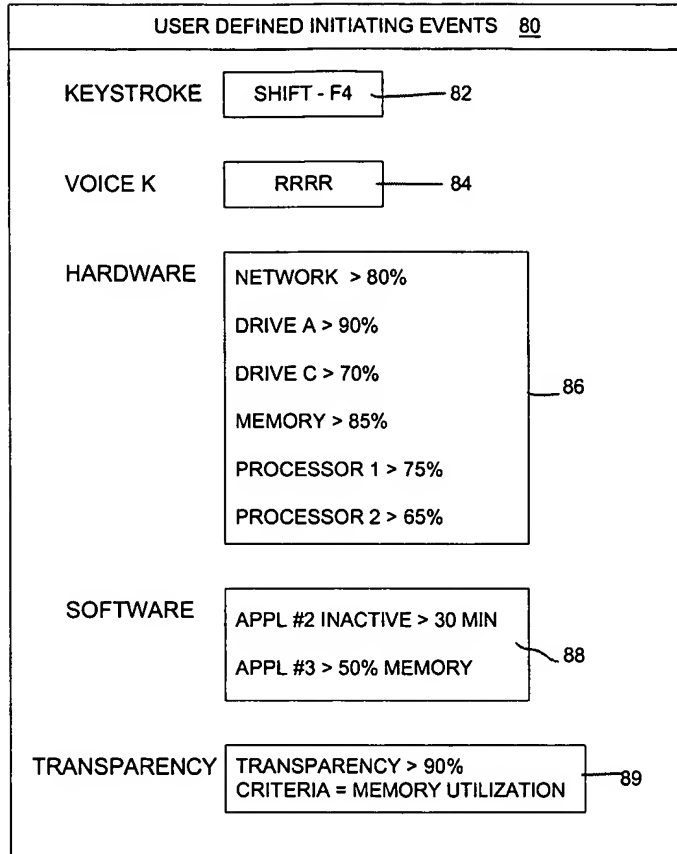 USER DEFINED INITIATING EVENTS 80
KEYSTROKE SHIFT - F4 82
VOICE K RRRR 84
HARDWARE NETWORK > 80%
DRIVE A > 90%
DRIVE C > 70%
86
MEMORY > 85%
PROCESSOR 1 > 75%
PROCESSOR 2 > 65%
SOFTWARE APPL #2 INACTIVE > 30 MIN
88
APPL #3 > 50% MEMORY
TRANSPARENCY TRANSPARENCY > 90% 89
CRITERIA = MEMORY UTILIZATION